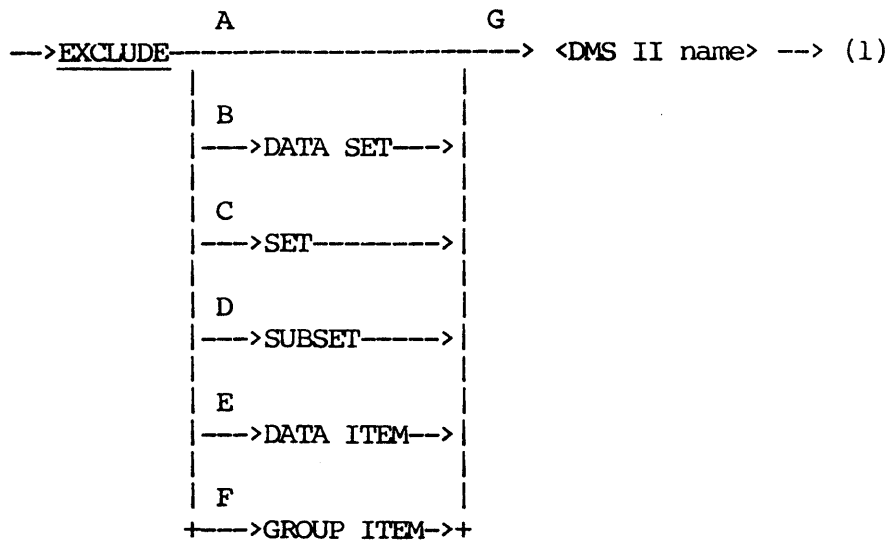 A G
-->EXCLUDE-----------------------> <DMS II name> --> (1)
| |
B
|--->DATA SET---->|
| |
C
|--->SET--------->|
| |
D
|--->SUBSET------>|
| |
E
|--->DATA ITEM-->|
| |
| F |
+--->GROUP ITEM->+